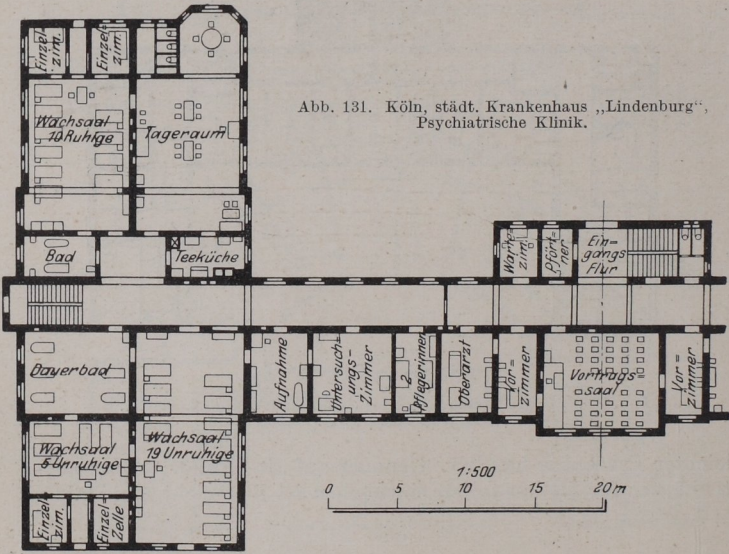 Einzel=
zim.
Einzel=
zim.
Wachsaal
10 Ruhige
Tageraum
Abb. 131. Köln, städt. Krankenhaus „Lindenburg“,
Psychiatrische Klinik.
Bad
Teeküche
Warte
zim.
Pfört=
ner
Ein=
gangs
Flur
Dauerbad
Aufnahme
Untersuch=
ungs-
Zimmer
2
Pflegerinnen
Oberarzt
Vor=
zimmer
Vortrags
saal
Vor=
zimmer
Wachsaal
5 Unruhige
Wachsaal
19 Unruhige
Einzel=
zim.
Einzel=
Zelle
1:500
0 5 10 15 20 m